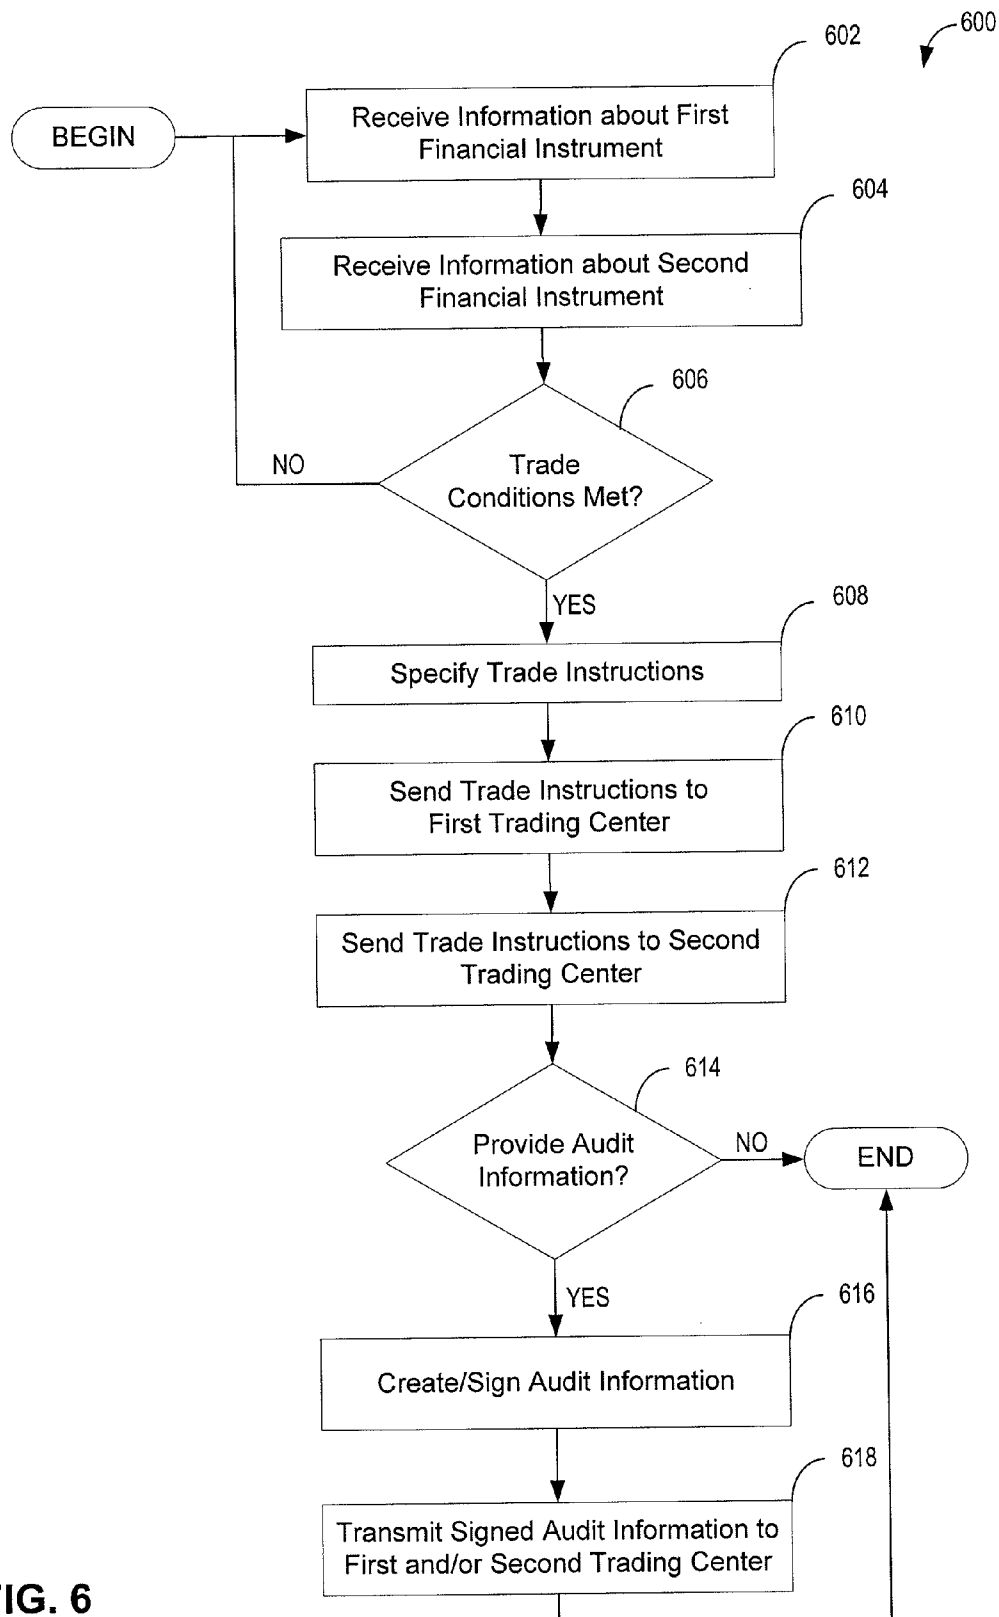 600
602
BEGIN
Receive Information about First
Financial Instrument
604
Receive Information about Second
Financial Instrument
606
NO
Trade
Conditions Met?
YES
608
Specify Trade Instructions
610
Send Trade Instructions to
First Trading Center
612
Send Trade Instructions to Second
Trading Center
614
Provide Audit
Information?
NO
END
YES
616
Create/Sign Audit Information
618
Transmit Signed Audit Information to
First and/or Second Trading Center
IG. 6